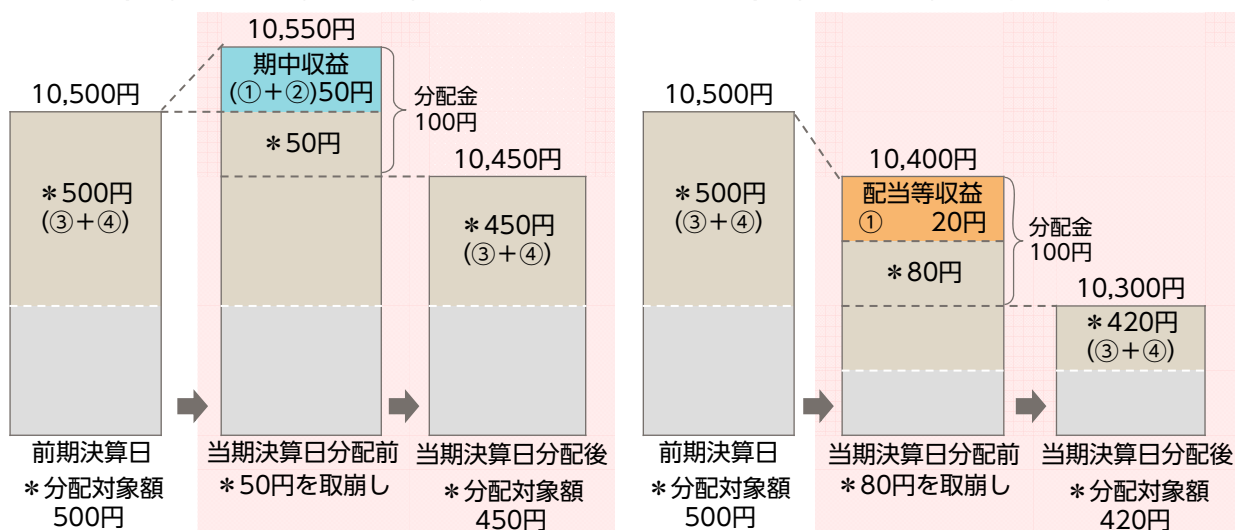 10,550円
期中収益
(①＋②)50円
分配金
100円
10,500円
＊50円
10,450円
＊500円
(③＋④)
＊450円
(③＋④)
前期決算日
当期決算日分配前
当期決算日分配後
＊分配対象額
500円
＊50円を取崩し
＊分配対象額
450円
10,500円
10,400円
＊500円
(③＋④)
配当等収益
① 20円
分配金
100円
＊80円
10,300円
＊420円
(③＋④)
前期決算日
当期決算日分配前
当期決算日分配後
＊分配対象額
500円
＊80円を取崩し
＊分配対象額
420円